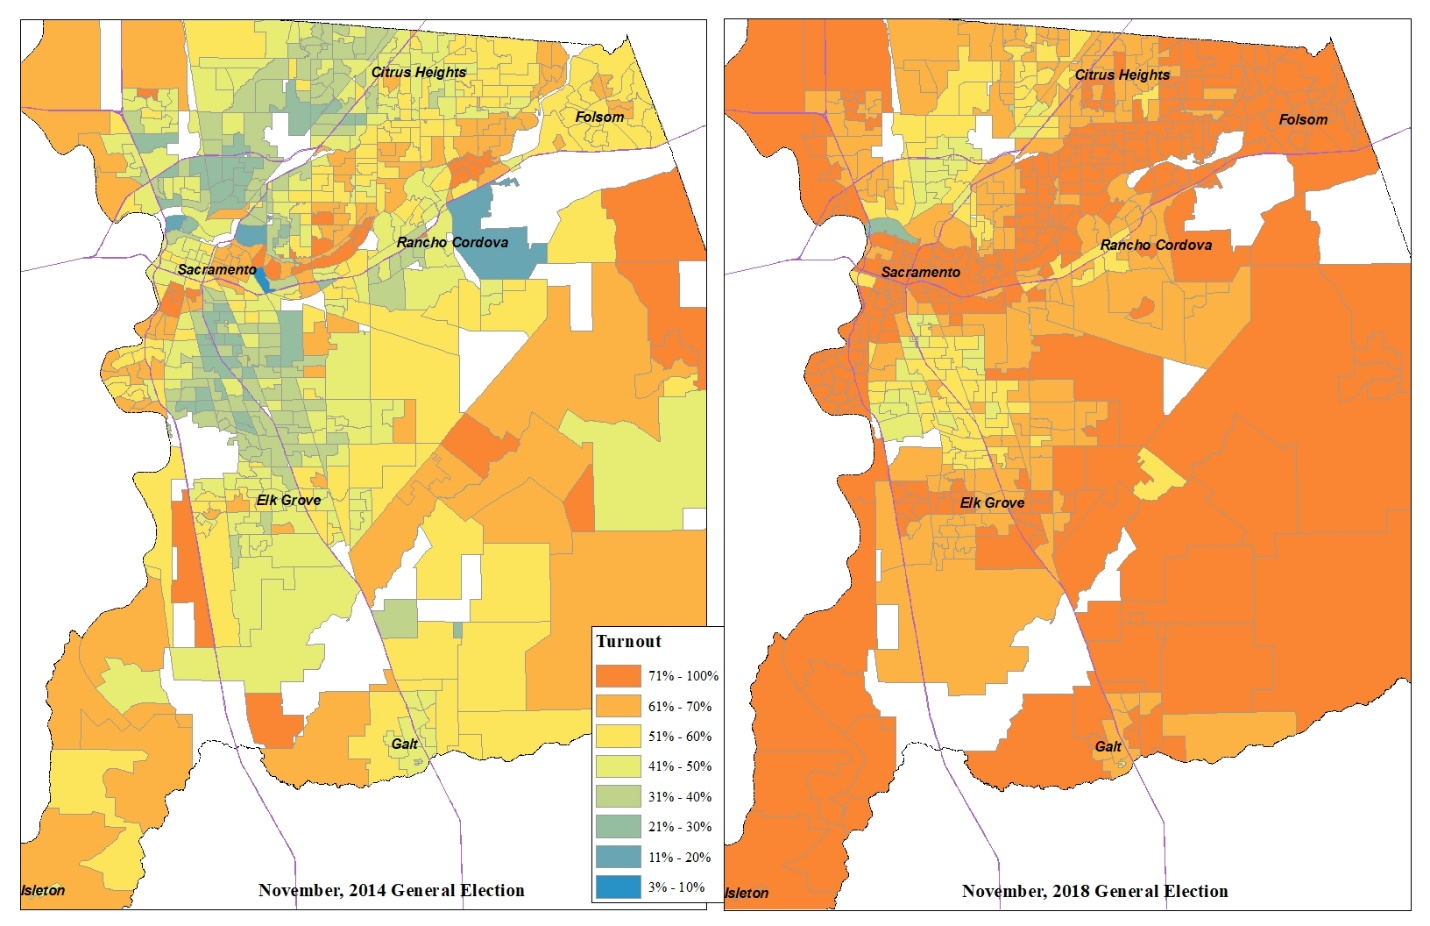 Citrus Heights
Folsom
Rancho Cordova
Sacramento
Elk Grove
Galt
Isleton
November, 2014 General Election
Turnout
71% - 100%
61% - 70%
51% - 60%
41% - 50%
31% - 40%
21% - 30%
11% - 20%
3% - 10%
Citrus Heights
Folsom
Rancho Cordova
Sacramento
Elk Grove
Galt
Isleton
November, 2018 General Election